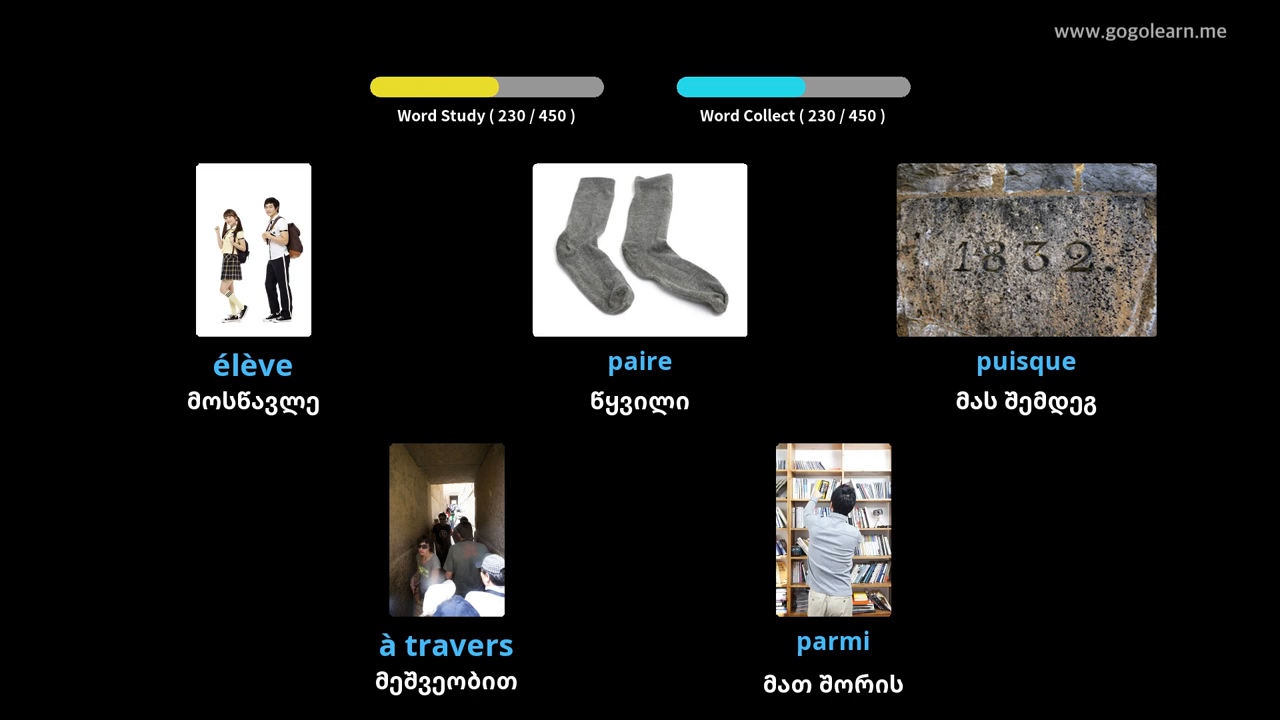 www.gogolearn.me
Word Study ( 230 / 450 )
Word Collect ( 230 / 450 )
1832.
élève
paire
puisque
მოსწავლე
წყვილი
მას შემდეგ
à travers
parmi
მეშვეობით
მათ შორის